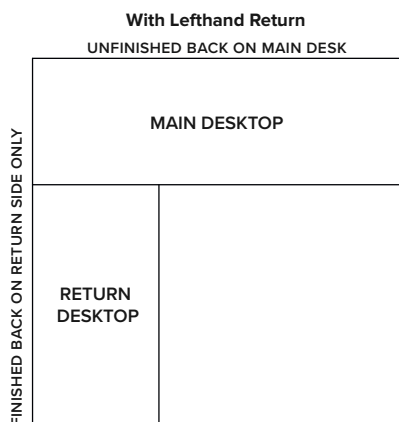 With Lefthand Return
UNFINISHED BACK ON MAIN DESK
MAIN DESKTOP
FINISHED BACK ON RETURN SIDE ONLY
RETURN
DESKTOP